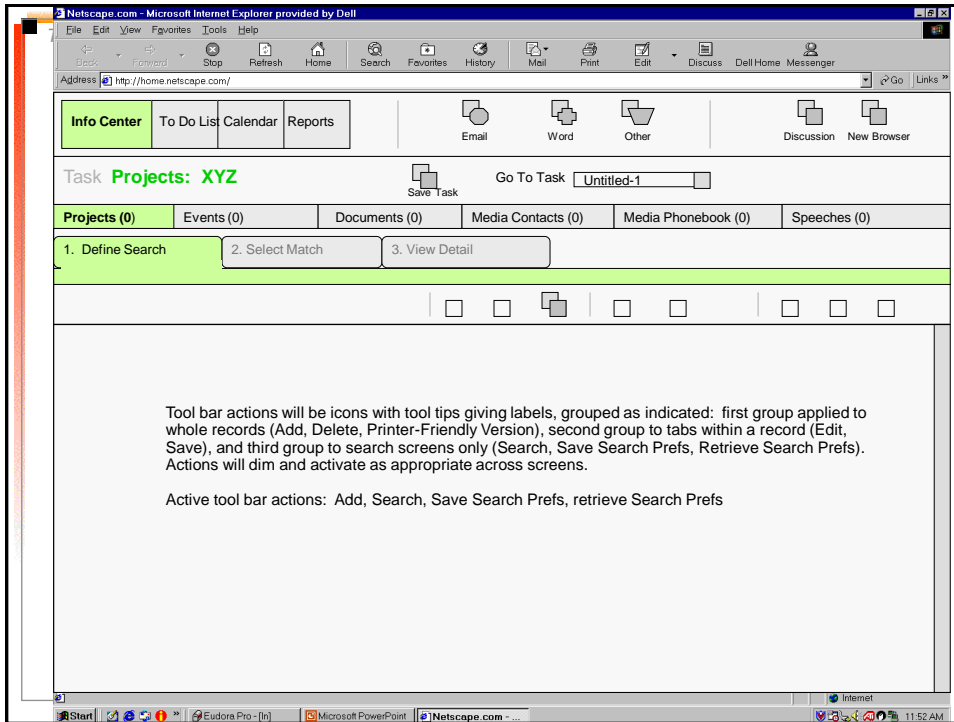 Netscape.com - Microsoft Internet Explorer provided by Dell
File Edit View Favorites Tools Help
Back Forward Stop Refresh Home Search Favorites History Mail Print Edit Discuss Dell Home Messenger
Address http://home.netscape.com/ Go Links »
Info Center To Do List Calendar Reports
Email Word Other Discussion New Browser
Task Projects: XYZ
Save Task
Go To Task Untitled-1
Projects (0) Events (0) Documents (0) Media Contacts (0) Media Phonebook (0) Speeches (0)
1. Define Search 2. Select Match 3. View Detail
Tool bar actions will be icons with tool tips giving labels, grouped as indicated: first group applied to
whole records (Add, Delete, Printer-Friendly Version), second group to tabs within a record (Edit,
Save), and third group to search screens only (Search, Save Search Prefs, Retrieve Search Prefs).
Actions will dim and activate as appropriate across screens.
Active tool bar actions: Add, Search, Save Search Prefs, retrieve Search Prefs
Internet
Start » Eudora Pro - [In] Microsoft PowerPoint Netscape.com - ... 11:52 AM